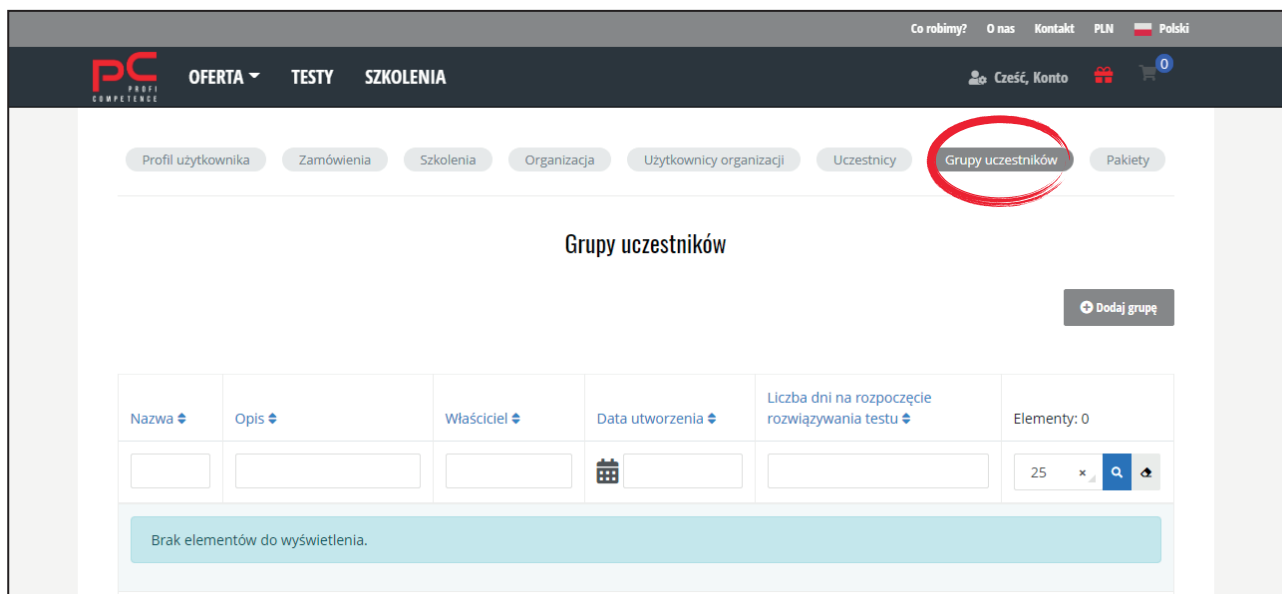 Co robimy? O nas Kontakt PLN Polski
PC
PROFI
COMPETENCE
OFERTA TESTY SZKOLENIA Cześć, Konto 0
Profil użytkownika Zamówienia Szkolenia Organizacja Użytkownicy organizacji Uczestnicy Grupy uczestników Pakiety
Grupy uczestników
Dodaj grupę
Nazwa Opis Właściciel Data utworzenia Liczba dni na rozpoczęcie
rozwiązywania testu Elementy: 0
25 ×
Brak elementów do wyświetlenia.